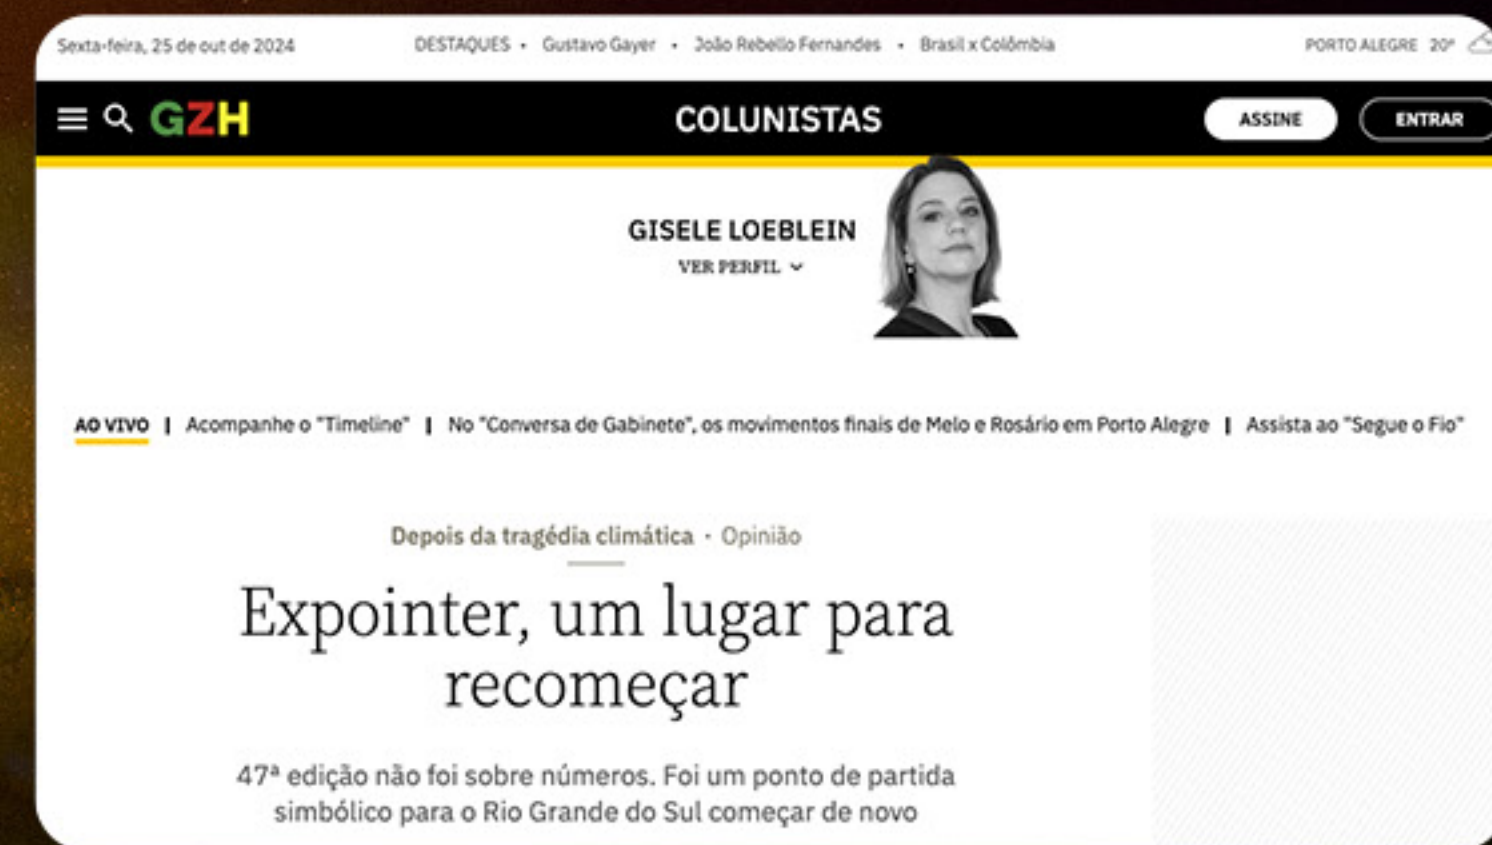 Sexta-feira, 25 de out de 2024
DESTAQUES • Gustavo Gayer • João Rebello Fernandes • Brasil x Colômbia
PORTO ALEGRE 20°
GZH
COLUNISTAS
ASSINE
ENTRAR
GISELE LOEBLEIN
VER PERFIL
AO VIVO | Acompanhe o "Timeline" | No "Conversa de Gabinete", os movimentos finais de Melo e Rosário em Porto Alegre | Assista ao "Segue o Fio"
Depois da tragédia climática · Opinião
Expointer, um lugar para
recomeçar
47ª edição não foi sobre números. Foi um ponto de partida
simbólico para o Rio Grande do Sul começar de novo